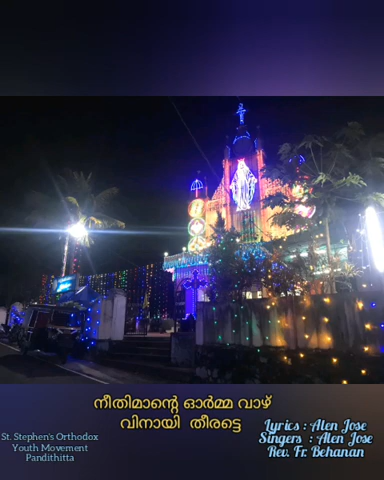 നീതിമാന്റെ ഓർമ്മ വാഴ്
വിനായി തീരട്ടെ
St. Stephen's Orthodox
Youth Movement
Pandithitta
Lyrics : Alen Jose
Singers : Alen Jose
Rev. Fr. Behanan